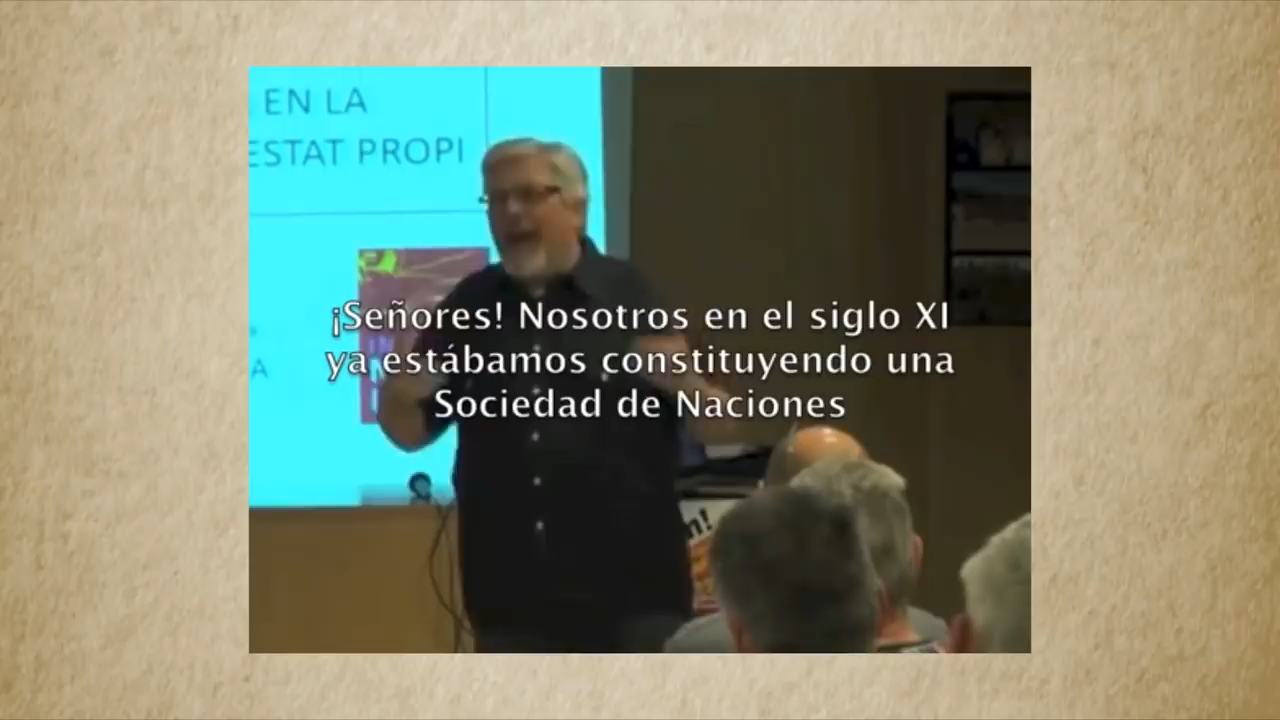 EN LA
ESTAT PROPI
A
¡Señores! Nosotros en el siglo XI
ya estábamos constituyendo una
Sociedad de Naciones
n!